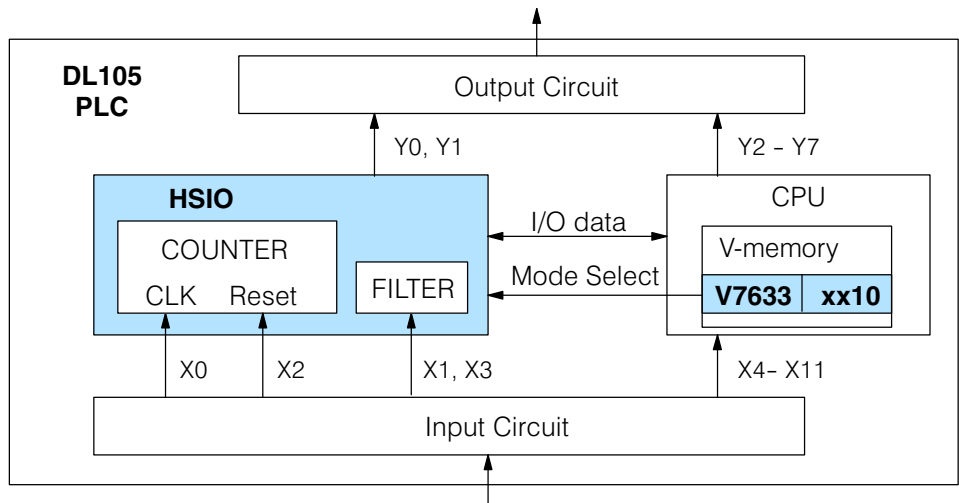 DL105
PLC
Output Circuit
Y0, Y1
Y2 – Y7
HSIO
CPU
COUNTER
CLK Reset
FILTER
I/O data
Mode Select
V-memory
V7633 xx10
X0
X2
X1, X3
X4– X11
Input Circuit